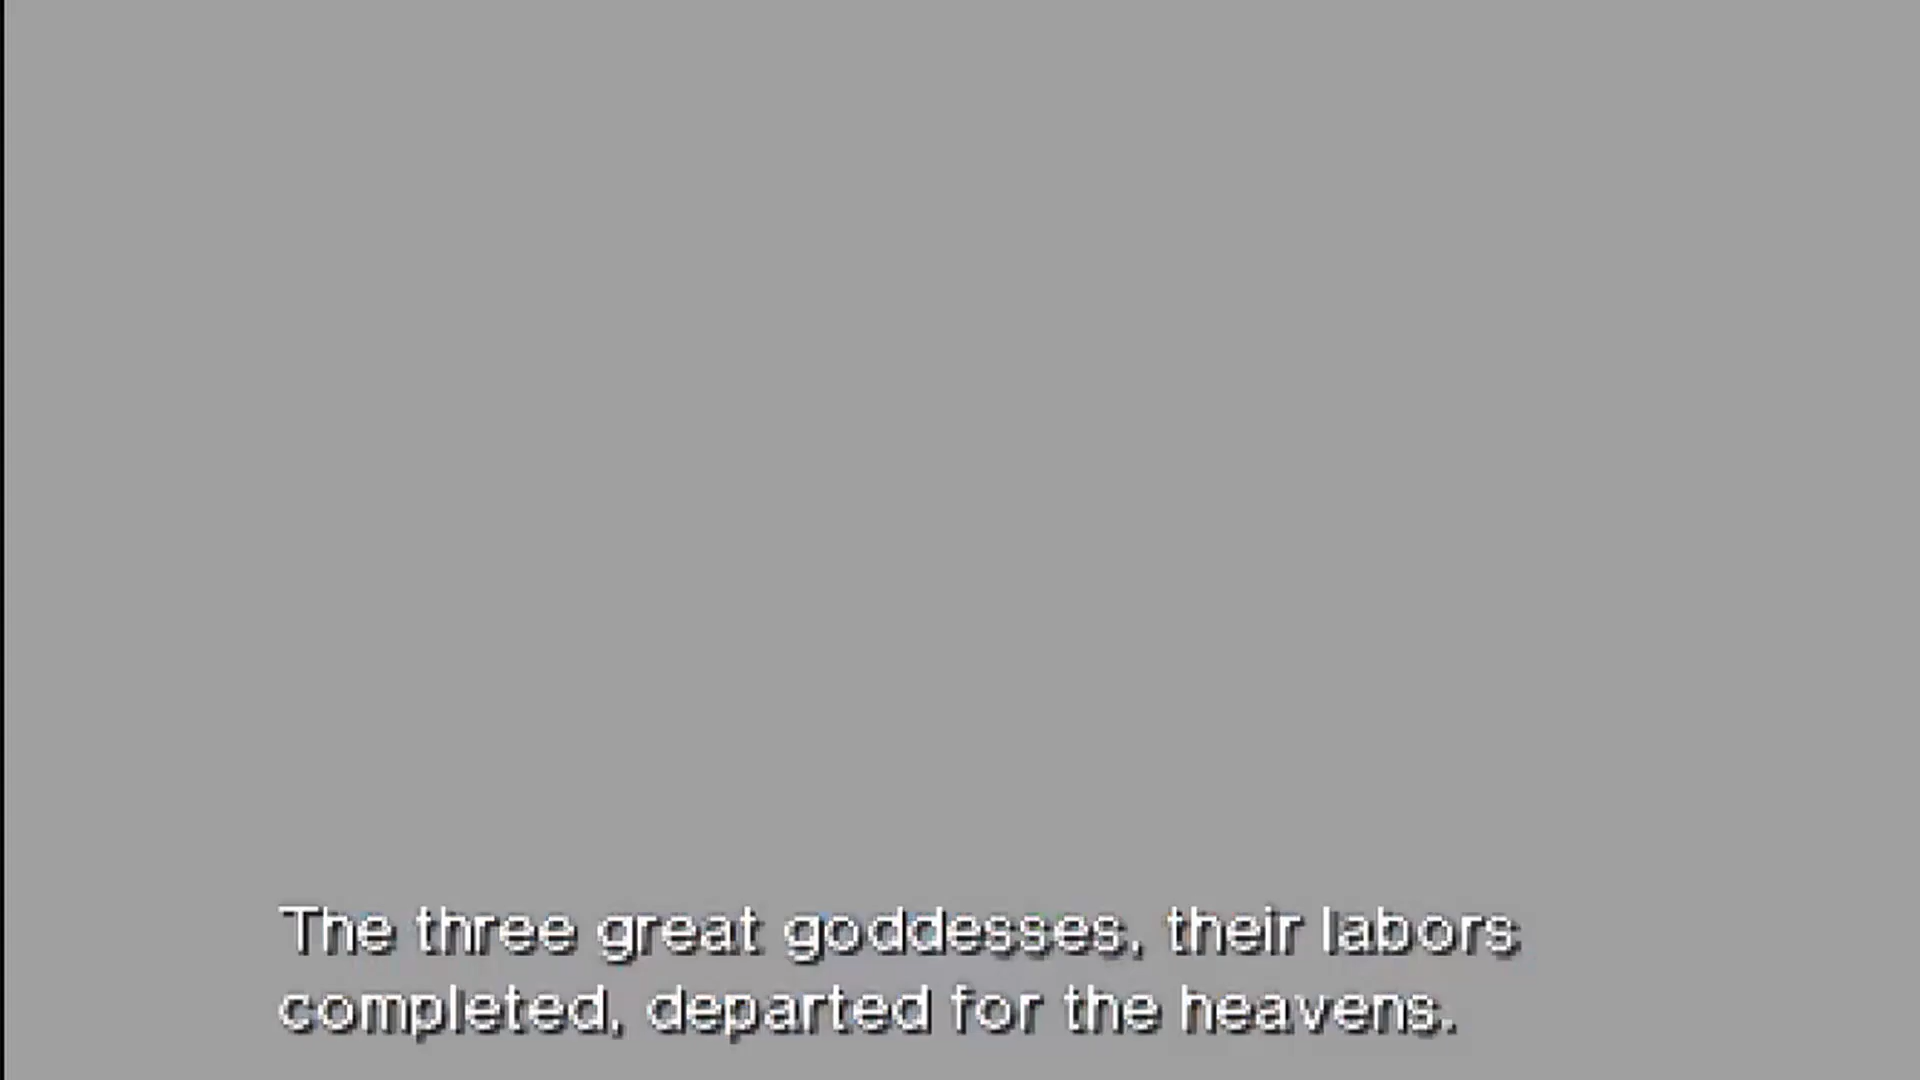 The three great goddesses, their labors
completed, departed for the heavens.